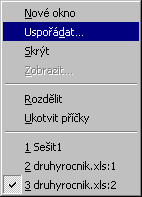 Nové okno
Uspořádat...
Skrýt
Zobrazit...
Rozdělit
Ukotvit příčky
1 Sešit1
2 druhyrocnik.xls:1
3 druhyrocnik.xls:2